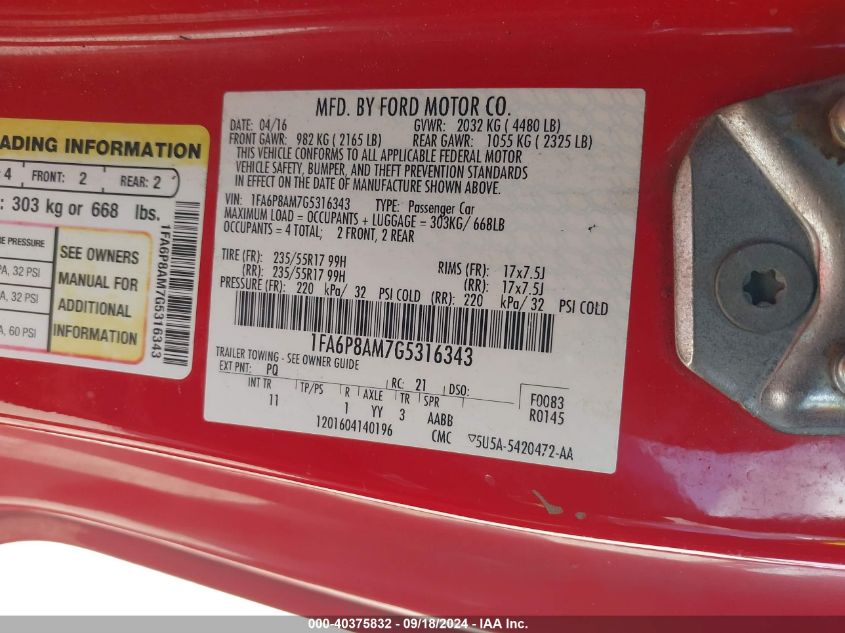 ADING INFORMATION
4 FRONT: 2 REAR: 2
: 303 kg or 668 lbs.
RE PRESSURE
PA, 32 PSI
A, 32 PSI
A, 60 PSI
SEE OWNERS
MANUAL FOR
ADDITIONAL
INFORMATION
1FA6P8AM7G5316343
MFD. BY FORD MOTOR CO.
DATE: 04/16 GVWR: 2032 KG ( 4480 LB)
FRONT GAWR: 982 KG ( 2165 LB) REAR GAWR: 1055 KG ( 2325 LB)
THIS VEHICLE CONFORMS TO ALL APPLICABLE FEDERAL MOTOR
VEHICLE SAFETY, BUMPER, AND THEFT PREVENTION STANDARDS
IN EFFECT ON THE DATE OF MANUFACTURE SHOWN ABOVE.
VIN: 1FA6P8AM7G5316343 TYPE: Passenger Car
MAXIMUM LOAD = OCCUPANTS + LUGGAGE = 303KG/ 668LB
OCCUPANTS = 4 TOTAL; 2 FRONT, 2 REAR
TIRE (FR): 235/55R17 99H RIMS (FR): 17x7.5J
(RR): 235/55R17 99H (RR): 17x7.5J
PRESSURE (FR): 220 kPa/ 32 PSI COLD (RR): 220 kPa/ 32 PSI COLD
1FA6P8AM7G5316343
TRAILER TOWING - SEE OWNER GUIDE
EXT PNT: PQ RC: 21 DSO: F0083
INT TR TP/PS R AXLE TR SPR R0145
11 1 YY 3 AABB
1201604140196 CMC 5U5A-5420472-AA
000-40375832 - 09/18/2024 - us.iaai.com